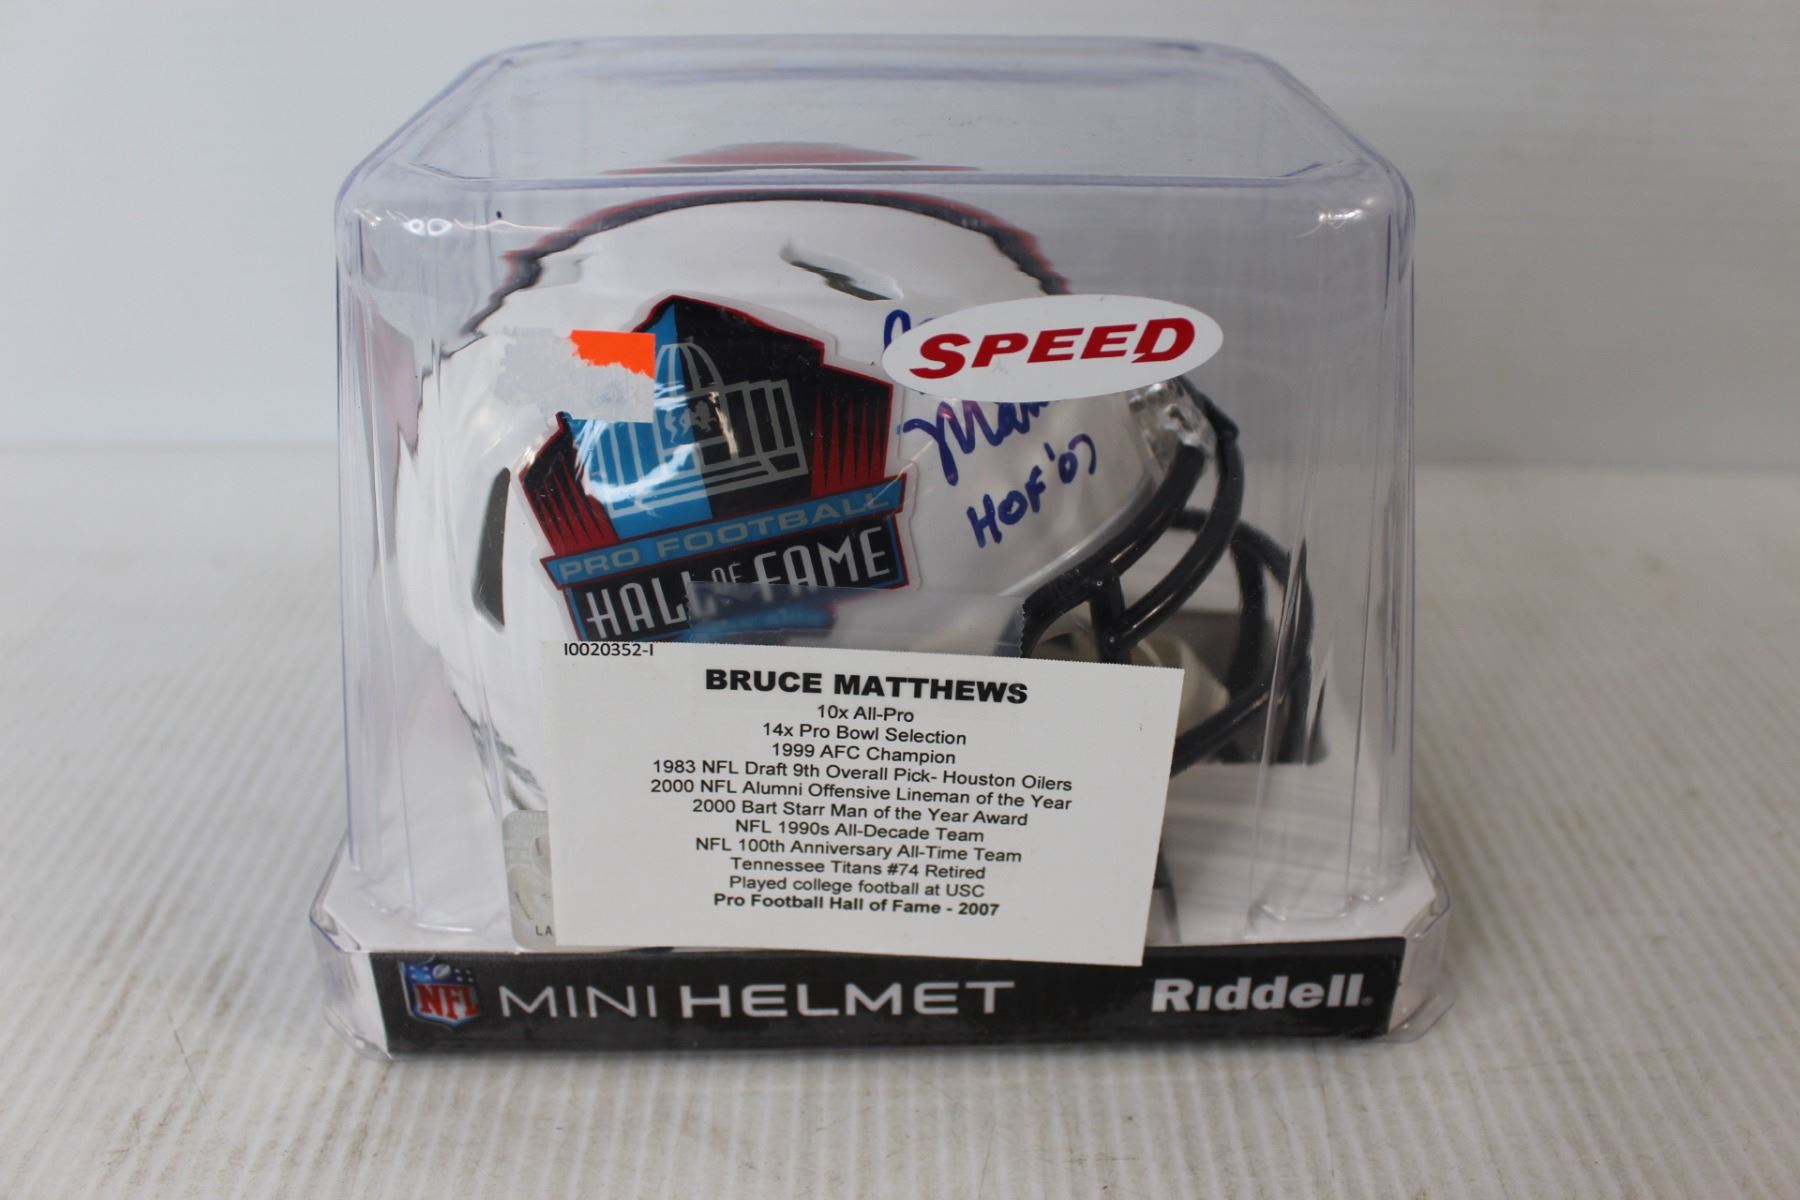 SPEED
HOF '07
PRO FOOTBALL
HALL OF FAME
I0020352-I
BRUCE MATTHEWS
10x All-Pro
14x Pro Bowl Selection
1999 AFC Champion
1983 NFL Draft 9th Overall Pick- Houston Oilers
2000 NFL Alumni Offensive Lineman of the Year
2000 Bart Starr Man of the Year Award
NFL 1990s All-Decade Team
NFL 100th Anniversary All-Time Team
Tennessee Titans #74 Retired
Played college football at USC
Pro Football Hall of Fame - 2007
LA
NFL MINI HELMET Riddell.